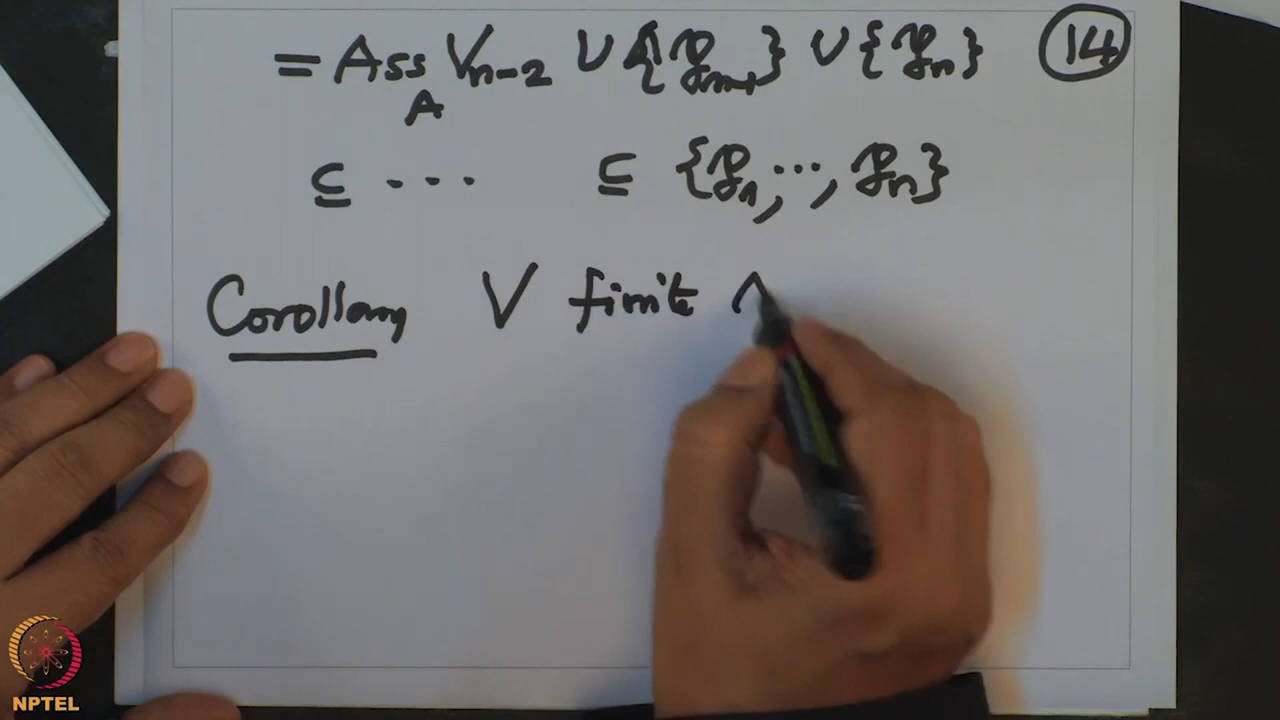 = Ass_A V_{n-2} ∪ {𝔭_{n-1}} ∪ {𝔭_n} ⑭
⊆ ··· ⊆ {𝔭_1, ..., 𝔭_n}
Corollary V finite
NPTEL